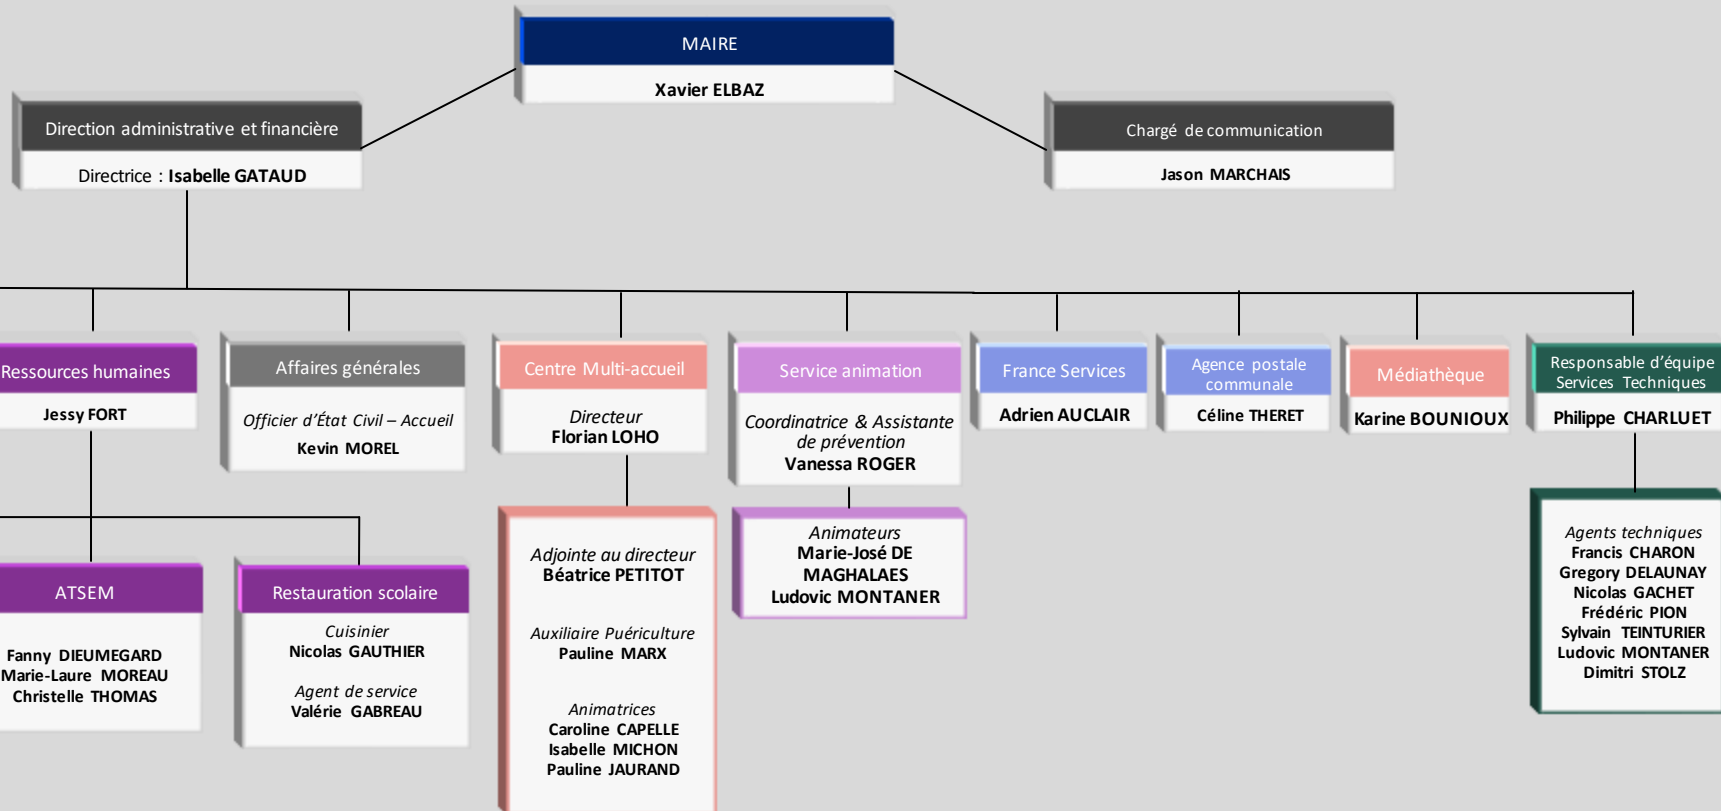 MAIRE
Xavier ELBAZ
Direction administrative et financière
Directrice : Isabelle GATAUD
Chargé de communication
Jason MARCHAIS
Ressources humaines
Jessy FORT
Affaires générales
Officier d'État Civil – Accueil
Kevin MOREL
Centre Multi-accueil
Directeur
Florian LOHO
Service animation
Coordinatrice & Assistante
de prévention
Vanessa ROGER
France Services
Adrien AUCLAIR
Agence postale
communale
Céline THERET
Médiathèque
Karine BOUNIOUX
Responsable d'équipe
Services Techniques
Philippe CHARLUET
ATSEM
Fanny DIEUMEGARD
Marie-Laure MOREAU
Christelle THOMAS
Restauration scolaire
Cuisinier
Nicolas GAUTHIER
Agent de service
Valérie GABREAU
Adjointe au directeur
Béatrice PETITOT
Auxiliaire Puériculture
Pauline MARX
Animatrices
Caroline CAPELLE
Isabelle MICHON
Pauline JAURAND
Animateurs
Marie-José DE
MAGHALAES
Ludovic MONTANER
Agents techniques
Francis CHARON
Gregory DELAUNAY
Nicolas GACHET
Frédéric PION
Sylvain TEINTURIER
Ludovic MONTANER
Dimitri STOLZ